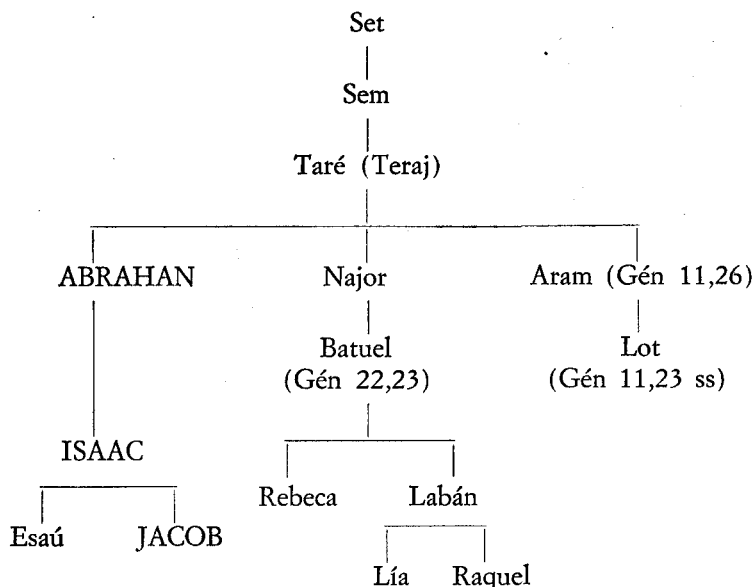 Set
Sem
Taré (Teraj)
ABRAHAN Najor Aram (Gén 11,26)
Batuel Lot
(Gén 22,23) (Gén 11,23 ss)
ISAAC
Rebeca Labán
Esaú JACOB
Lía Raquel